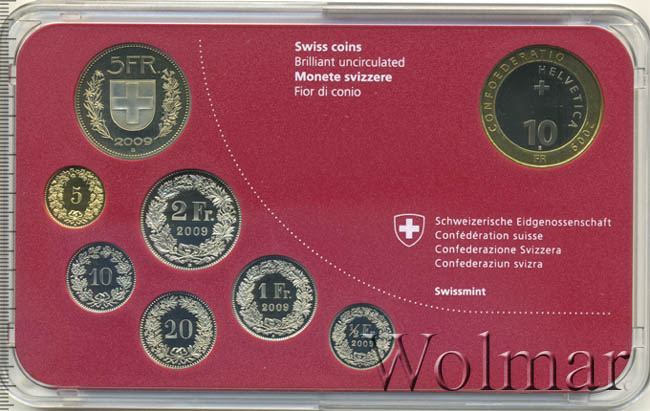 Swiss coins
Brilliant uncirculated
Monete svizzere
Fior di conio
5FR
2009
B
CONFOEDERATIO HELVETICA 2009
10
FR
5
2 Fr.
2009
10
20
1 Fr.
2009
½ Fr.
2009
Schweizerische Eidgenossenschaft
Confédération suisse
Confederazione Svizzera
Confederaziun svizra
Swissmint
Wolmar